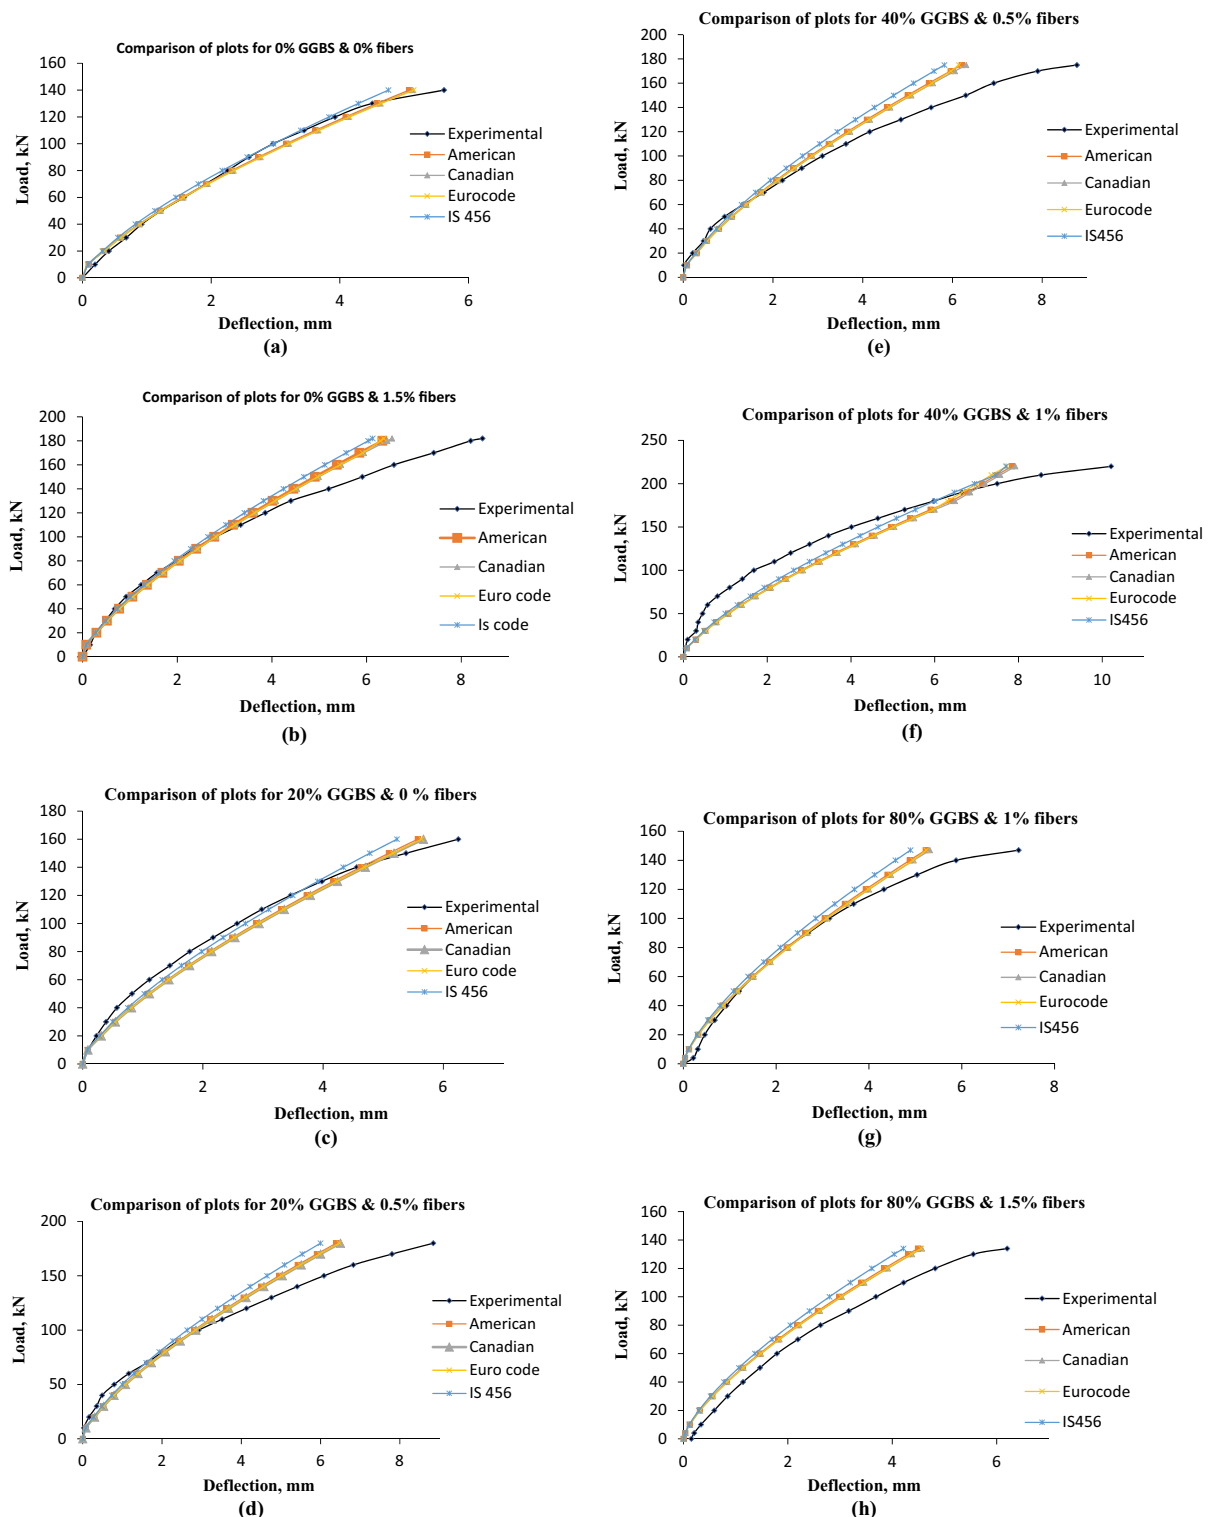 Comparison of plots for 0% GGBS & 0% fibers
160
140
120
100
80
60
40
20
0
Load, kN
0 2 4 6
Deflection, mm
Experimental
American
Canadian
Eurocode
IS 456
(a)
Comparison of plots for 0% GGBS & 1.5% fibers
200
180
160
140
120
100
80
60
40
20
0
Load, kN
0 2 4 6 8
Deflection, mm
Experimental
American
Canadian
Euro code
Is code
(b)
Comparison of plots for 20% GGBS & 0 % fibers
180
160
140
120
100
80
60
40
20
0
Load, kN
0 2 4 6
Deflection, mm
Experimental
American
Canadian
Euro code
IS 456
(c)
Comparison of plots for 20% GGBS & 0.5% fibers
200
150
100
50
0
Load, kN
0 2 4 6 8
Deflection, mm
Experimental
American
Canadian
Euro code
IS 456
(d)
Comparison of plots for 40% GGBS & 0.5% fibers
200
180
160
140
120
100
80
60
40
20
0
Load, kN
0 2 4 6 8
Deflection, mm
Experimental
American
Canadian
Eurocode
IS456
(e)
Comparison of plots for 40% GGBS & 1% fibers
250
200
150
100
50
0
Load, kN
0 2 4 6 8 10
Deflection, mm
Experimental
American
Canadian
Eurocode
IS456
(f)
Comparison of plots for 80% GGBS & 1% fibers
160
140
120
100
80
60
40
20
0
Load, kN
0 2 4 6 8
Deflection, mm
Experimental
American
Canadian
Eurocode
IS456
(g)
Comparison of plots for 80% GGBS & 1.5% fibers
160
140
120
100
80
60
40
20
0
Load, kN
0 2 4 6
Deflection, mm
Experimental
American
Canadian
Eurocode
IS456
(h)